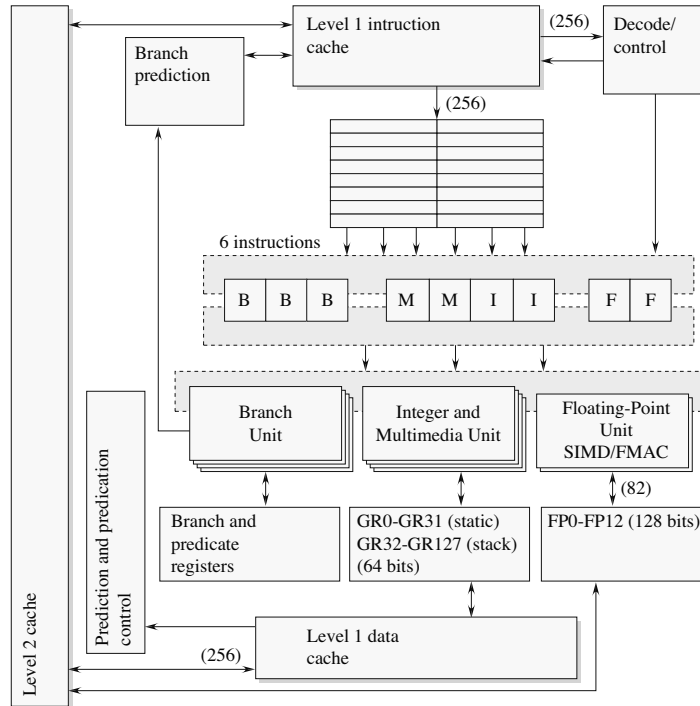 Level 1 intruction
cache
(256)
Decode/
control
Branch
prediction
(256)
6 instructions
B B B M M I I F F
Branch
Unit
Integer and
Multimedia Unit
Floating-Point
Unit
SIMD/FMAC
(82)
Branch and
predicate
registers
GR0-GR31 (static)
GR32-GR127 (stack)
(64 bits)
FP0-FP12 (128 bits)
Prediction and predication
control
Level 1 data
cache
(256)
Level 2 cache